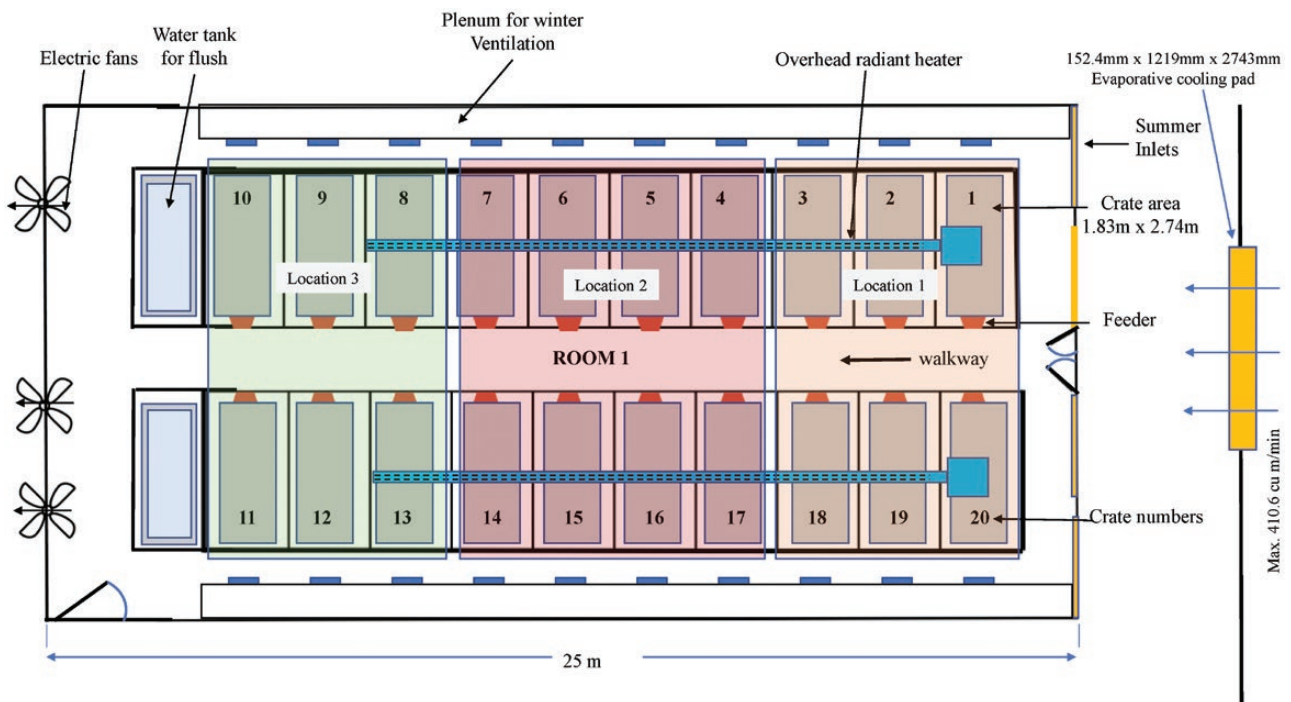 Plenum for winter
Ventilation
Water tank
for flush
Electric fans
Overhead radiant heater
152.4mm x 1219mm x 2743mm
Evaporative cooling pad
Summer
Inlets
10
9
8
7
6
5
4
3
2
1
Crate area
1.83m x 2.74m
Location 3
Location 2
Location 1
Feeder
ROOM 1
walkway
11
12
13
14
15
16
17
18
19
20
Crate numbers
Max. 410.6 cu m/min
25 m